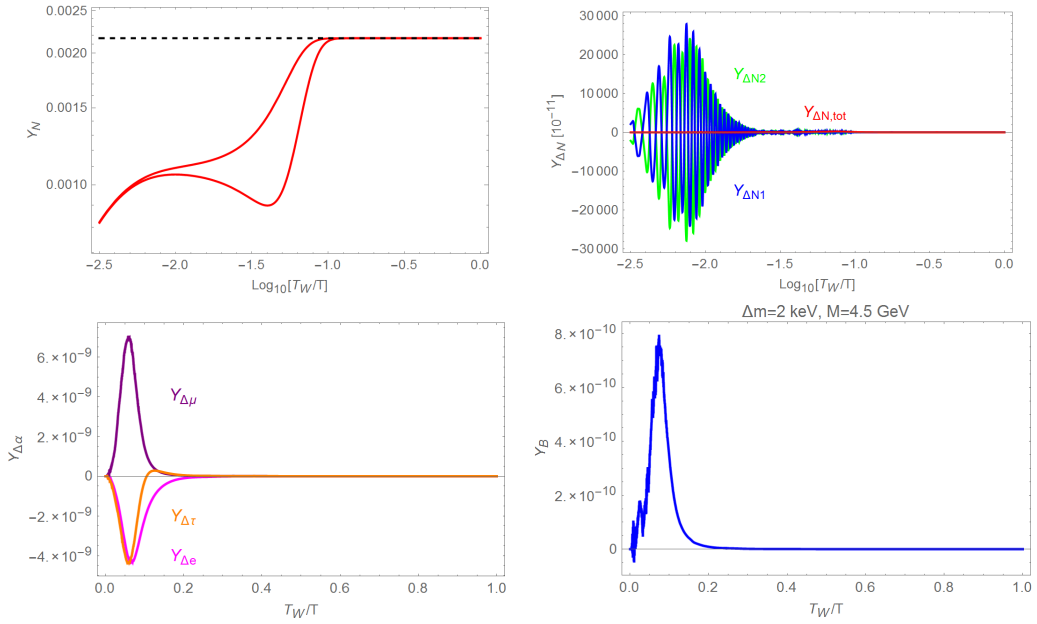 0.0025
0.0020
0.0015
0.0010
Y_N
−2.5 −2.0 −1.5 −1.0 −0.5 0.0
Log₁₀[T_W/T]
30 000
20 000
10 000
0
−10 000
−20 000
−30 000
Y_ΔN [10⁻¹¹]
Y_ΔN2
Y_ΔN,tot
Y_ΔN1
−2.5 −2.0 −1.5 −1.0 −0.5 0.0
Log₁₀[T_W/T]
6.×10⁻⁹
4.×10⁻⁹
2.×10⁻⁹
0
−2.×10⁻⁹
−4.×10⁻⁹
Y_Δα
Y_Δμ
Y_Δτ
Y_Δe
0.0 0.2 0.4 0.6 0.8 1.0
T_W/T
Δm=2 keV, M=4.5 GeV
8.×10⁻¹⁰
6.×10⁻¹⁰
4.×10⁻¹⁰
2.×10⁻¹⁰
0
Y_B
0.0 0.2 0.4 0.6 0.8 1.0
T_W/T